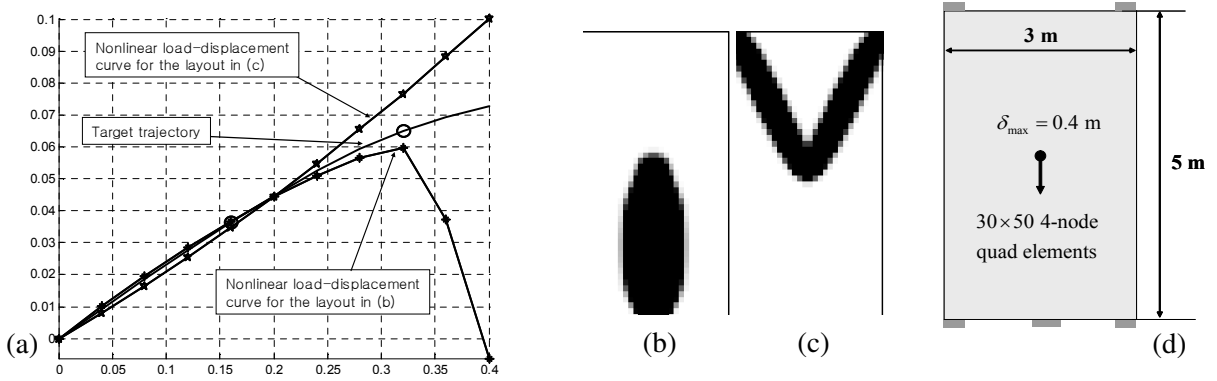 0.1
0.09
0.08
0.07
0.06
0.05
0.04
0.03
0.02
0.01
0
0
0.05
0.1
0.15
0.2
0.25
0.3
0.35
0.4
Nonlinear load-displacement
curve for the layout in (c)
Target trajectory
Nonlinear load-displacement
curve for the layout in (b)
(a)
(b)
(c)
3 m
δmax = 0.4 m
5 m
30×50 4-node
quad elements
(d)